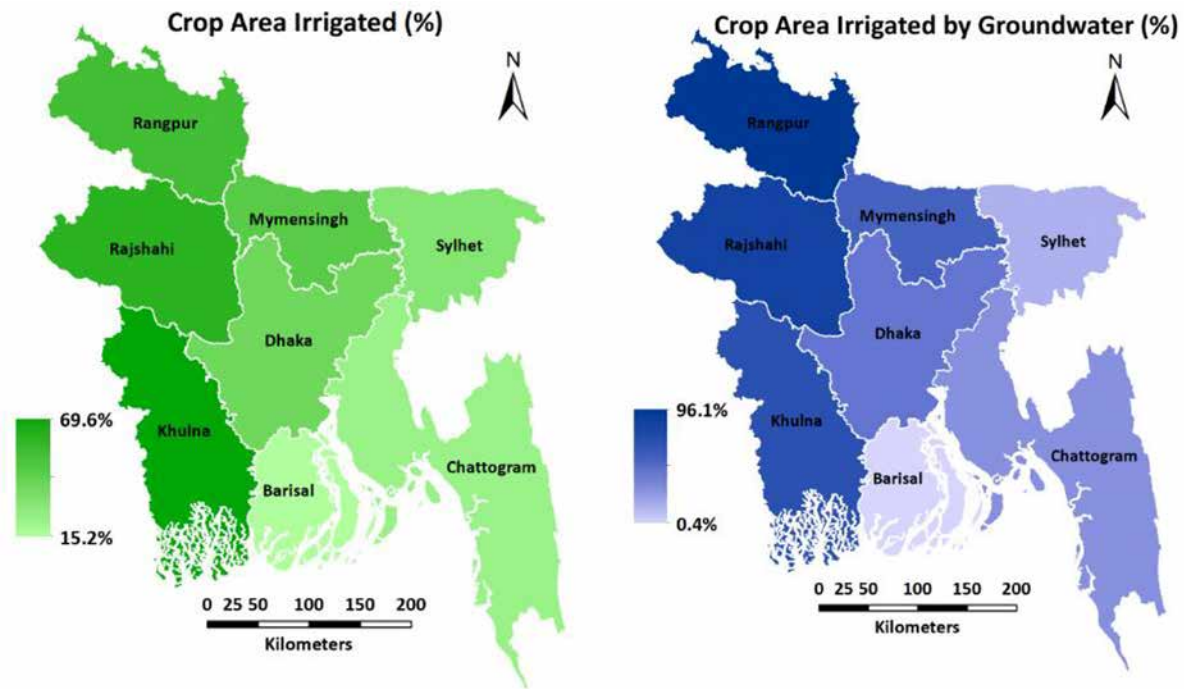 Crop Area Irrigated (%)
N
Rangpur
Mymensingh
Rajshahi
Sylhet
Dhaka
69.6%
Khulna
Chattogram
Barisal
15.2%
0 25 50 100 150 200
Kilometers
Crop Area Irrigated by Groundwater (%)
N
Rangpur
Mymensingh
Rajshahi
Sylhet
Dhaka
96.1%
Khulna
Chattogram
Barisal
0.4%
0 25 50 100 150 200
Kilometers